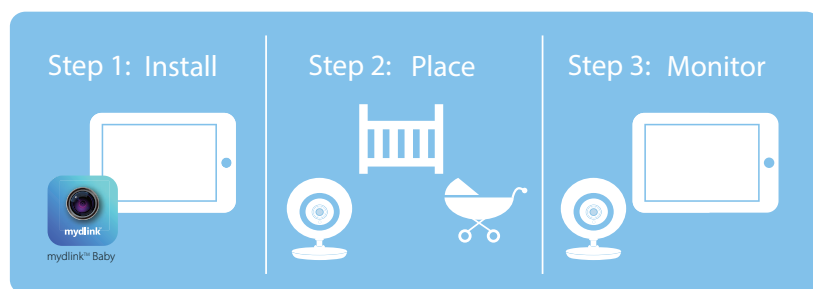 Step 1: Install
Step 2: Place
Step 3: Monitor
mydlink
mydlink™ Baby